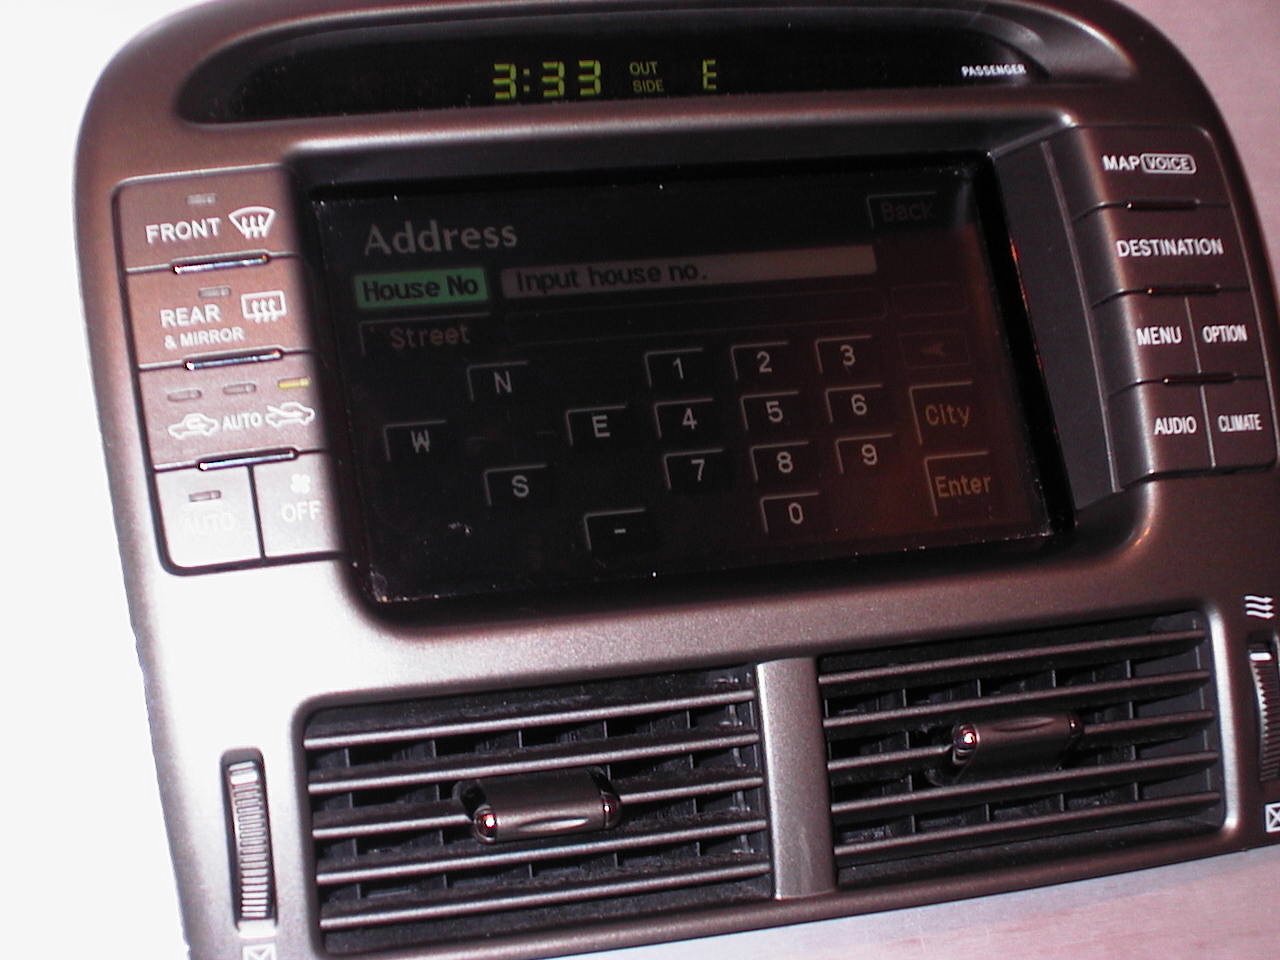 3:33 OUT SIDE E PASSENGER
FRONT
REAR & MIRROR
AUTO
AUTO OFF
Address Back
House No Input house no.
Street
N 1 2 3
W E 4 5 6 City
S 7 8 9 Enter
- 0
MAP VOICE
DESTINATION
MENU OPTION
AUDIO CLIMATE